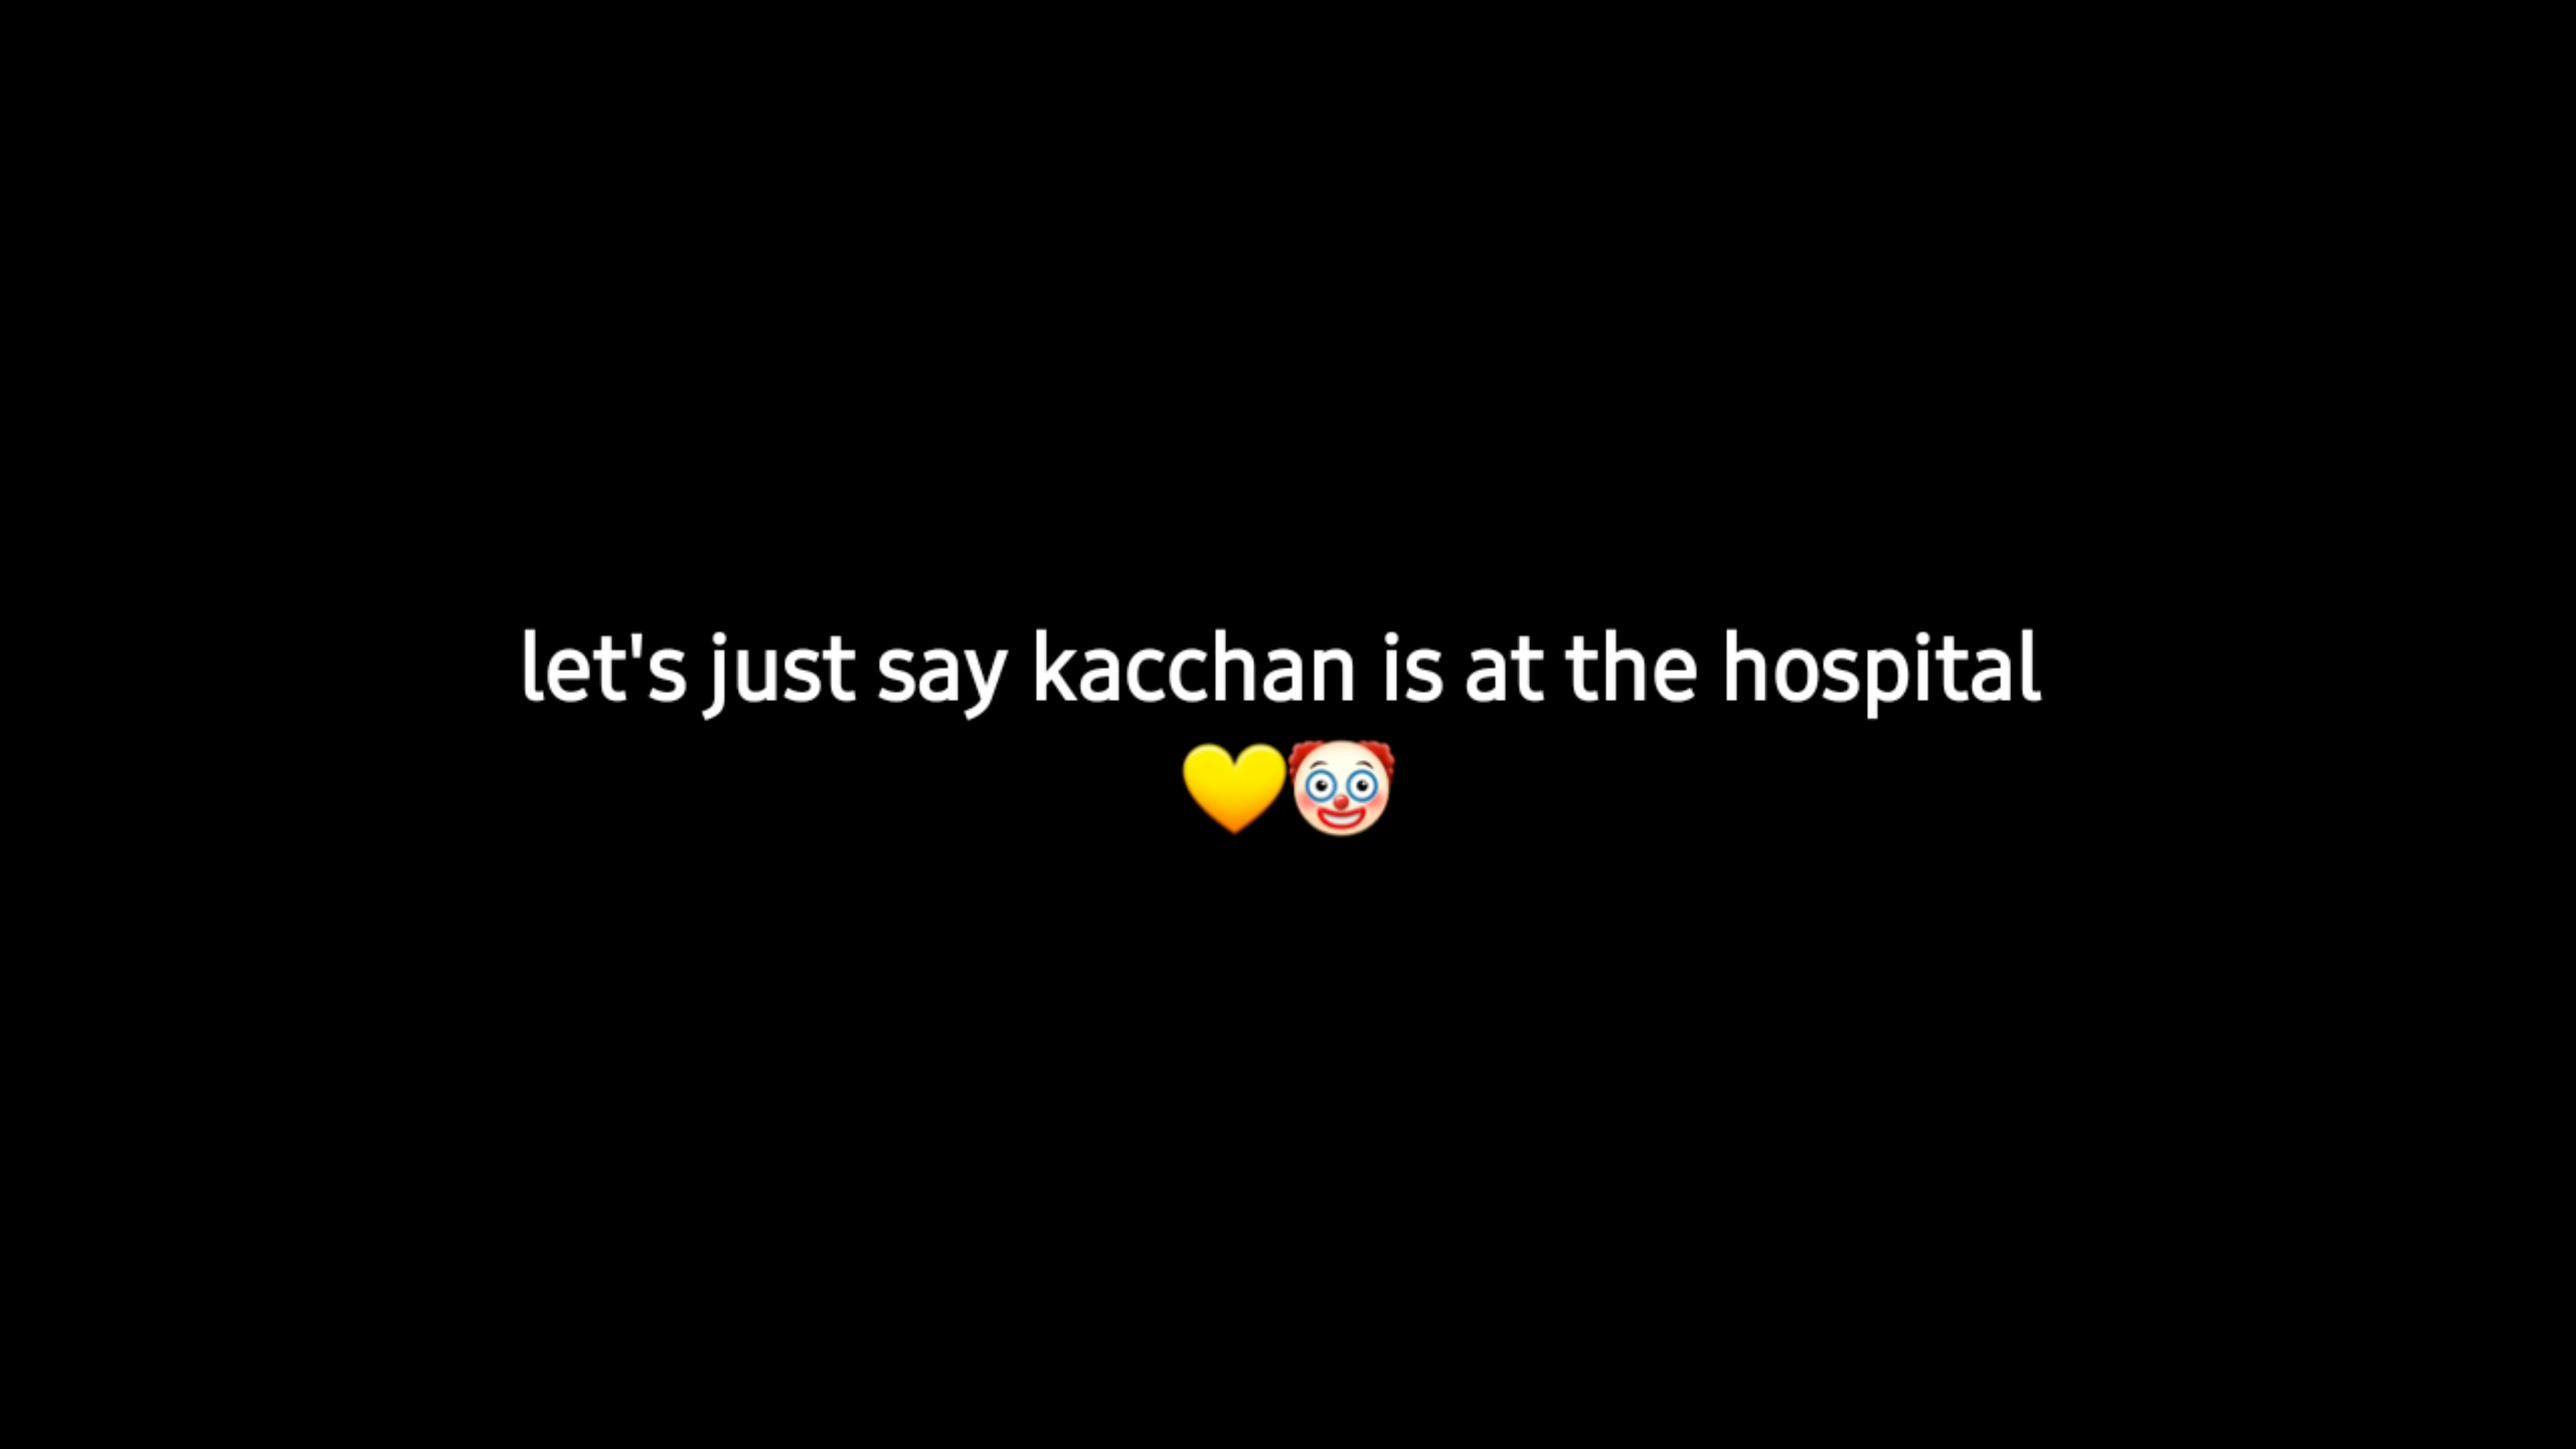 let's just say kacchan is at the hospital
💛🤡